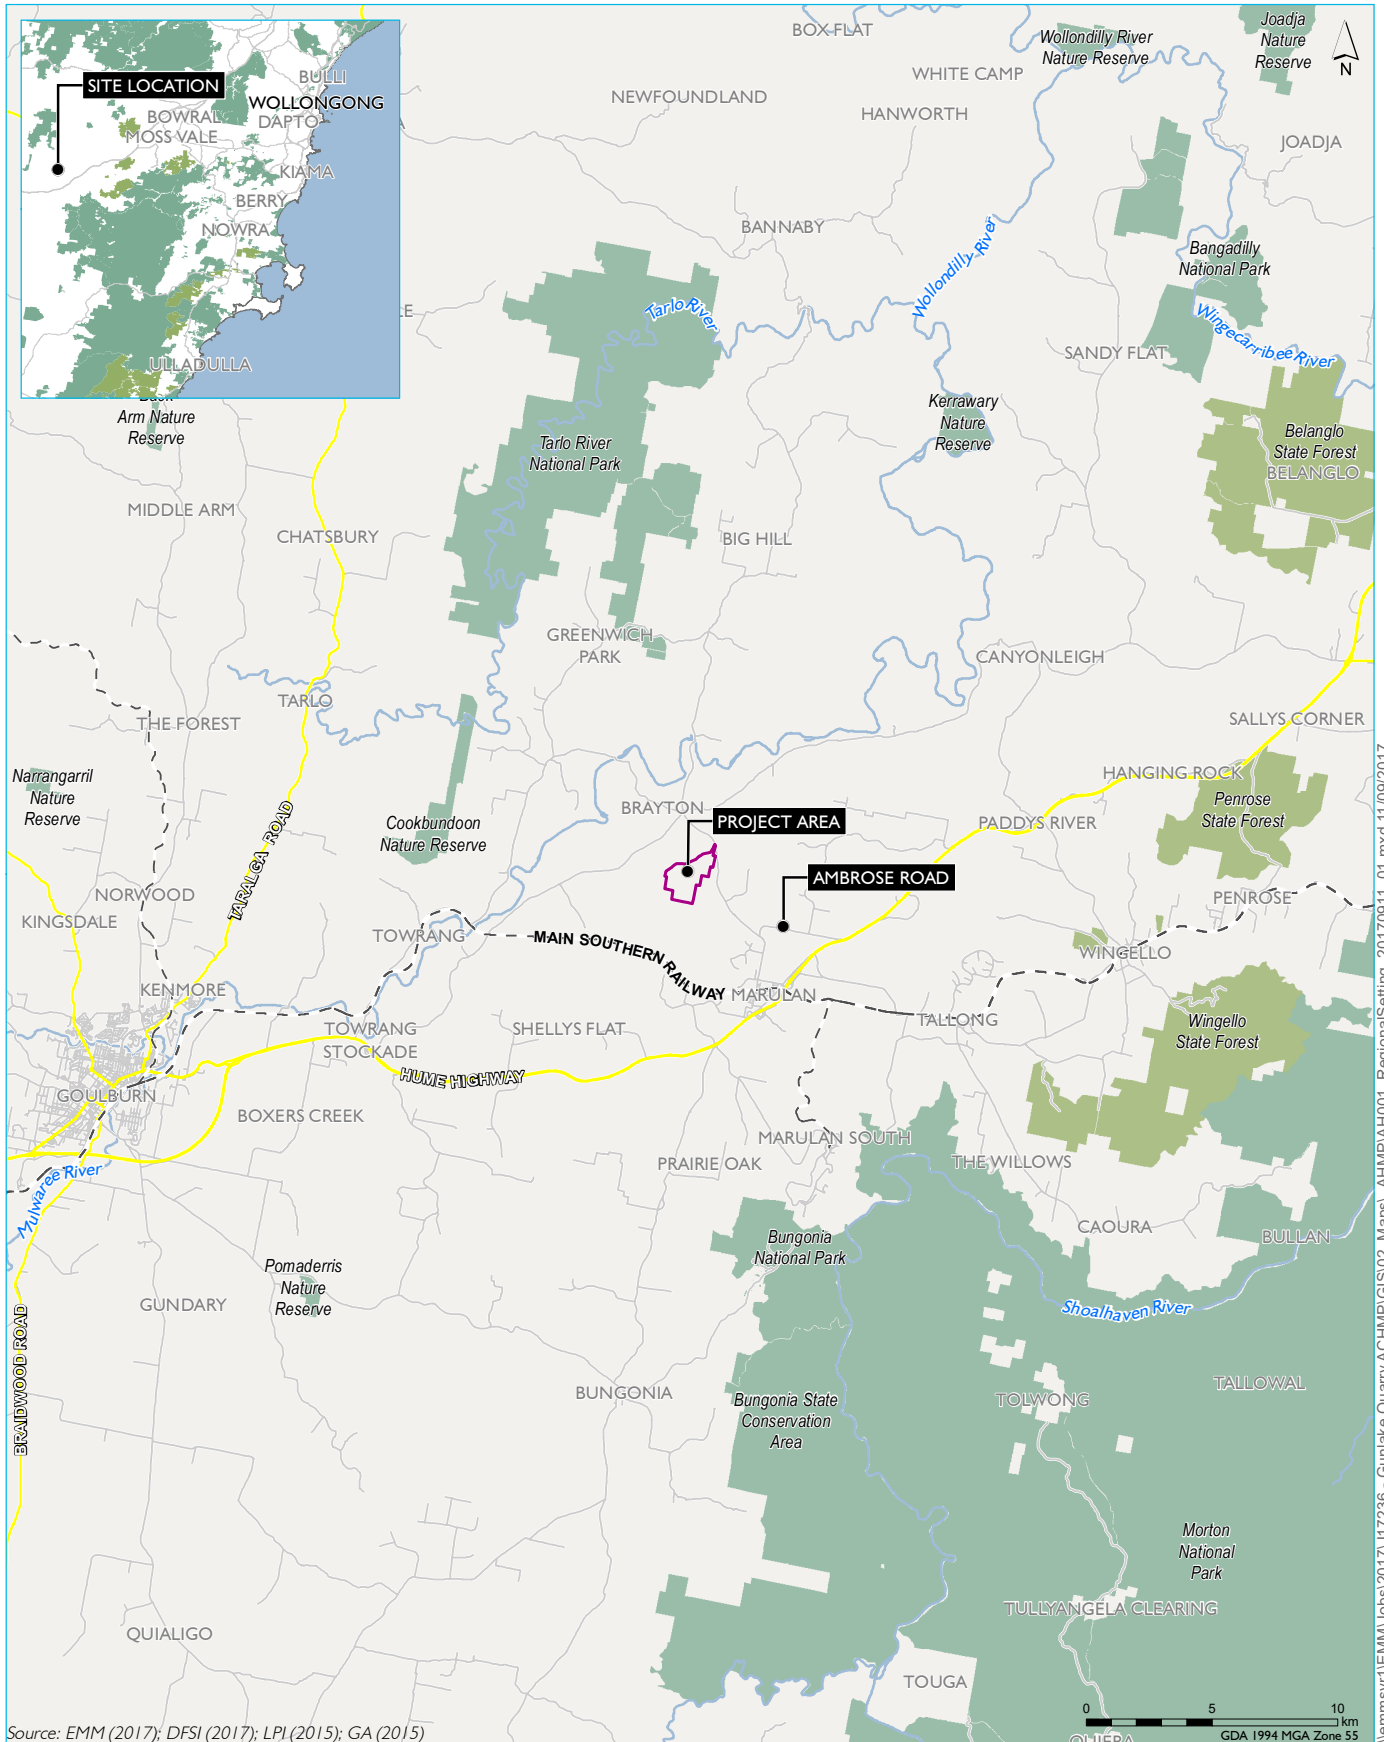 BOX FLAT
Wollondilly River
Nature Reserve
Joadja
Nature
Reserve
N
WHITE CAMP
NEWFOUNDLAND
HANWORTH
JOADJA
SITE LOCATION
BULLI
WOLLONGONG
BOWRAL
DAPTO
MOSS VALE
KIAMA
BERRY
NOWRA
ULLADULLA
BANNABY
Bangadilly
National Park
Wollondilly River
Tarlo River
Wingecarribee River
SANDY FLAT
Arm Nature
Reserve
Kerrawary
Nature
Reserve
Tarlo River
National Park
Belanglo
State Forest
BELANGLO
MIDDLE ARM
CHATSBURY
BIG HILL
GREENWICH
PARK
CANYONLEIGH
TARLO
THE FOREST
SALLYS CORNER
Narrangarril
Nature
Reserve
HANGING ROCK
Penrose
State Forest
BRAYTON
PROJECT AREA
PADDYS RIVER
Cookbundoon
Nature Reserve
TARALGA ROAD
AMBROSE ROAD
NORWOOD
KINGSDALE
PENROSE
TOWRANG
MAIN SOUTHERN RAILWAY
WINGELLO
KENMORE
MARULAN
TALLONG
TOWRANG
STOCKADE
SHELLYS FLAT
Wingello
State Forest
HUME HIGHWAY
GOULBURN
BOXERS CREEK
MARULAN SOUTH
PRAIRIE OAK
THE WILLOWS
Mulwaree River
CAOURA
BULLAN
Bungonia
National Park
Pomaderris
Nature
Reserve
GUNDARY
Shoalhaven River
BRAIDWOOD ROAD
BUNGONIA
Bungonia State
Conservation
Area
TALLOWAL
TOLWONG
Morton
National
Park
TULLYANGELA CLEARING
QUIALIGO
TOUGA
0 5 10
km
GDA 1994 MGA Zone 55
Source: EMM (2017); DFSI (2017); LPI (2015); GA (2015)